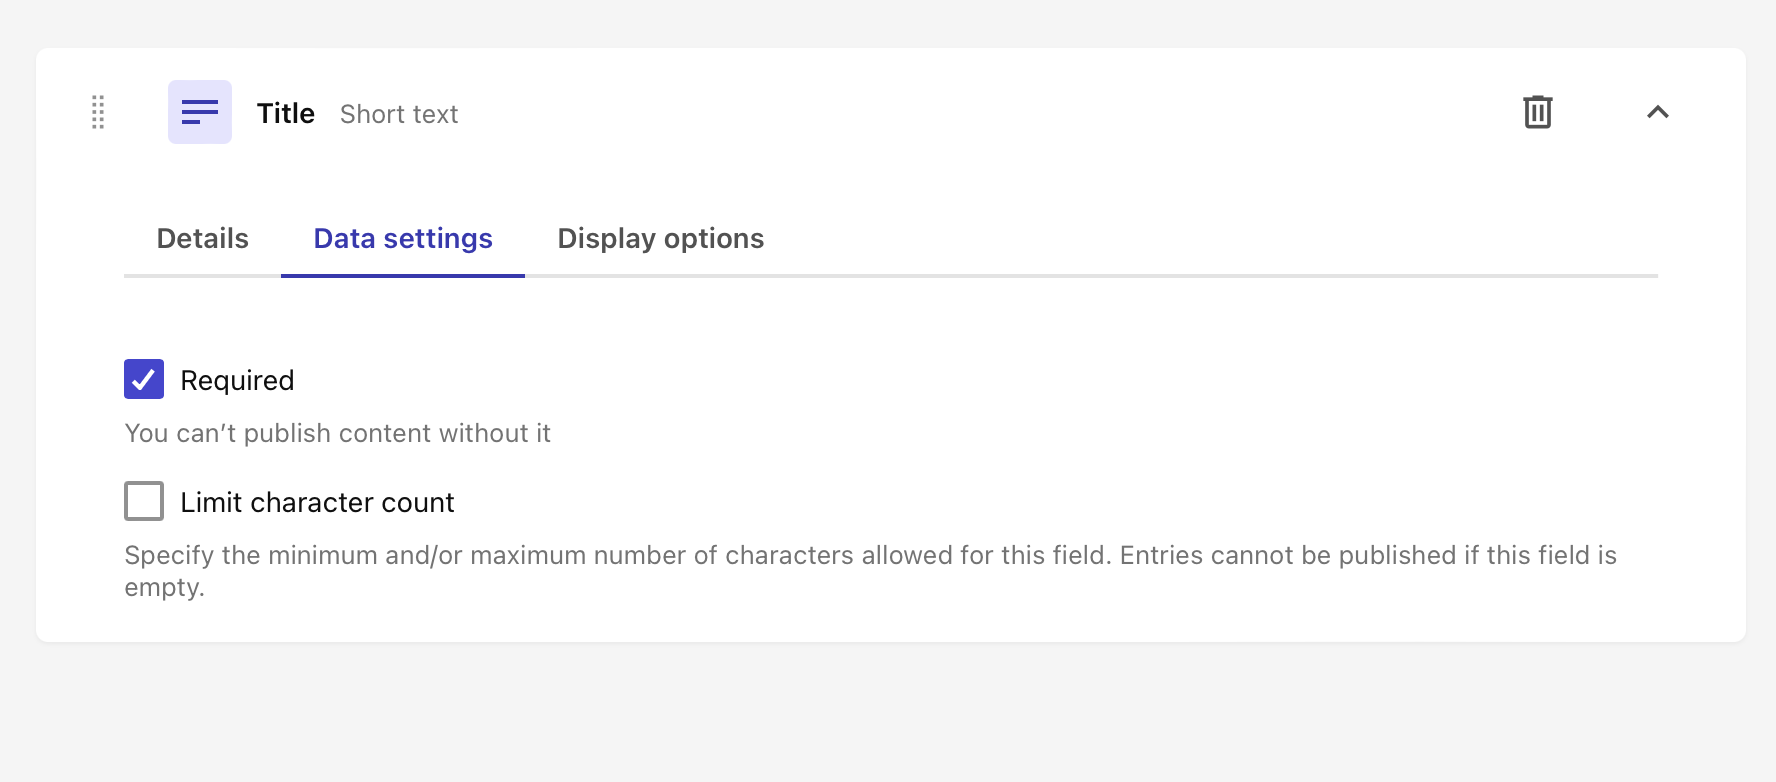 Title Short text
Details Data settings Display options
Required
You can’t publish content without it
Limit character count
Specify the minimum and/or maximum number of characters allowed for this field. Entries cannot be published if this field is
empty.